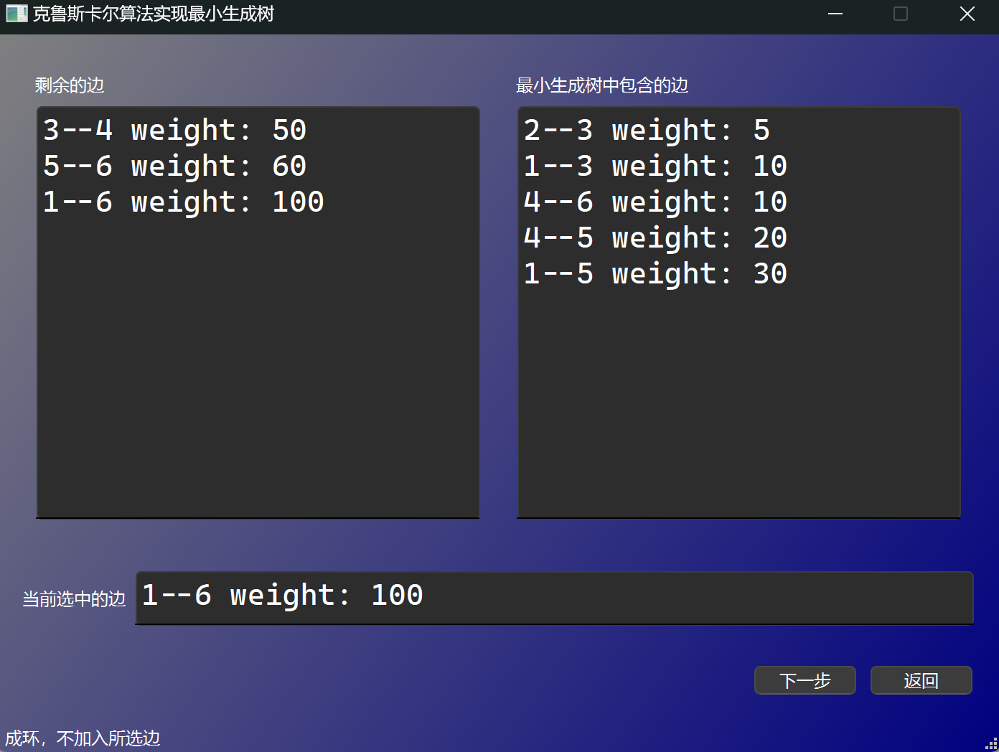 克鲁斯卡尔算法实现最小生成树
剩余的边
3--4 weight: 50
5--6 weight: 60
1--6 weight: 100
最小生成树中包含的边
2--3 weight: 5
1--3 weight: 10
4--6 weight: 10
4--5 weight: 20
1--5 weight: 30
当前选中的边
1--6 weight: 100
下一步
返回
成环，不加入所选边